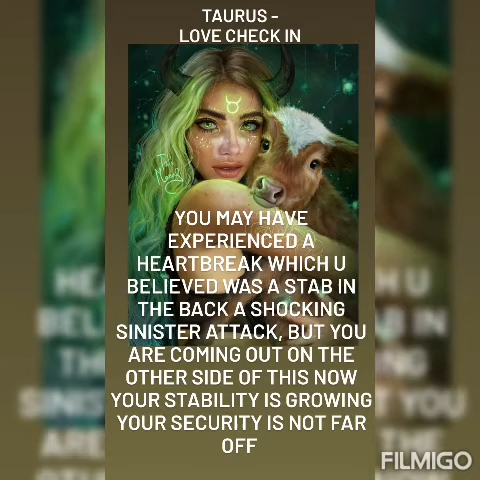 TAURUS -
LOVE CHECK IN
YOU MAY HAVE
EXPERIENCED A
HEARTBREAK WHICH U
BELIEVED WAS A STAB IN
THE BACK A SHOCKING
SINISTER ATTACK, BUT YOU
ARE COMING OUT ON THE
OTHER SIDE OF THIS NOW
YOUR STABILITY IS GROWING
YOUR SECURITY IS NOT FAR
OFF
FILMIGO